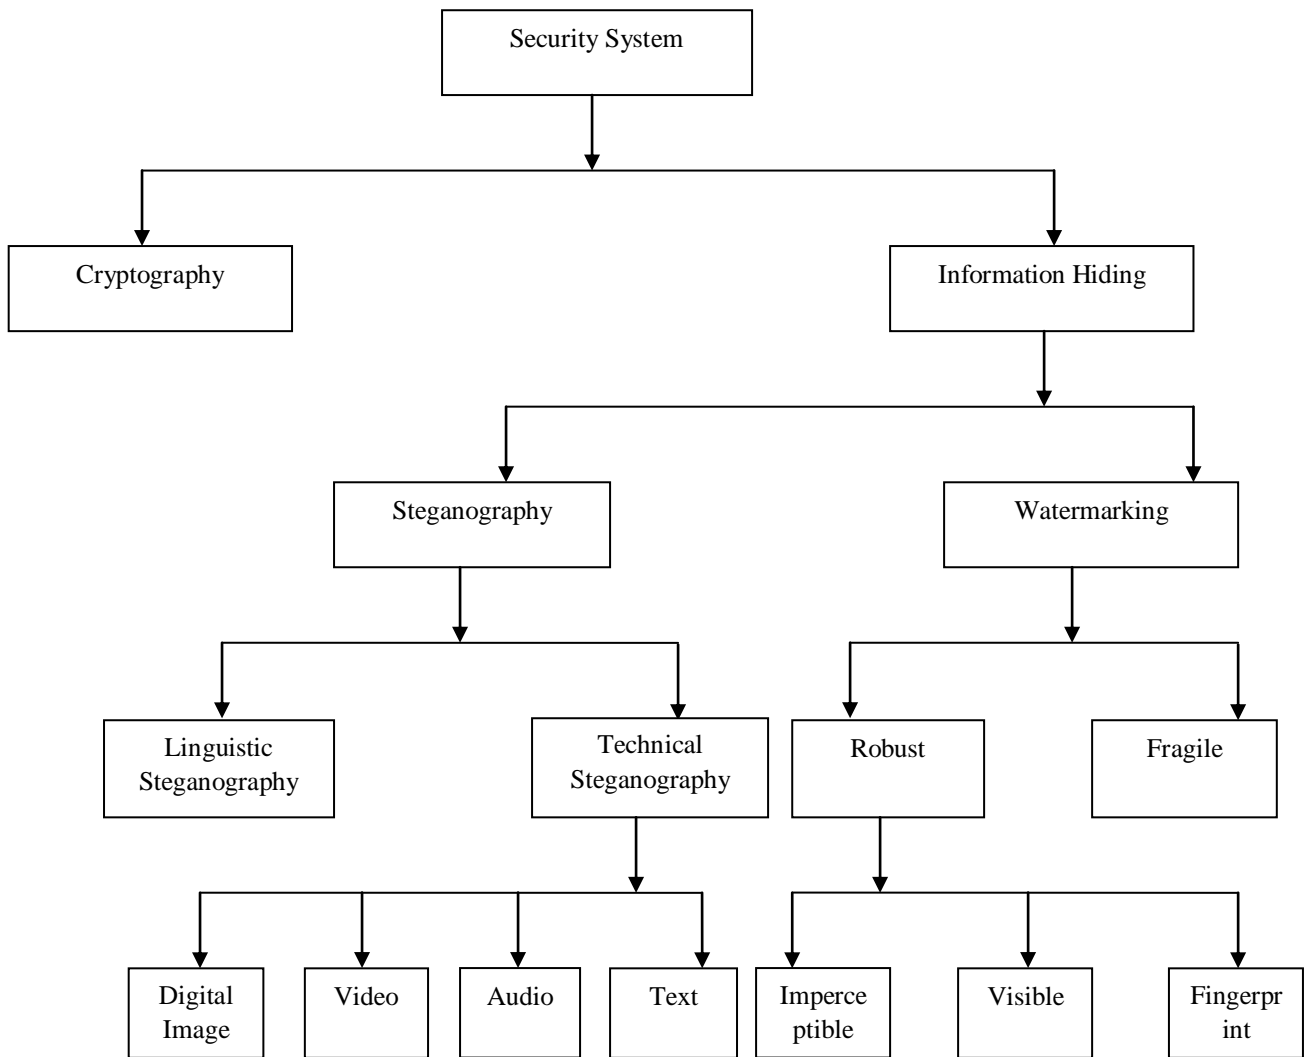 Security System
Cryptography
Information Hiding
Steganography
Watermarking
Linguistic
Steganography
Technical
Steganography
Robust
Fragile
Digital
Image
Video
Audio
Text
Imperce
ptible
Visible
Fingerpr
int